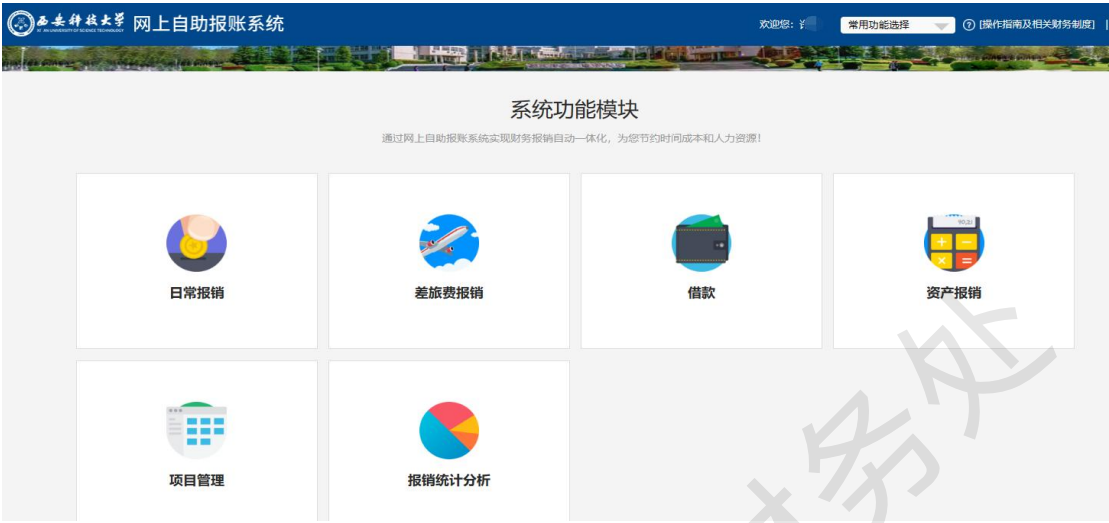 西安科技大学 网上自助报账系统
欢迎您：
常用功能选择
? [操作指南及相关财务制度] |
系统功能模块
通过网上自助报账系统实现财务报销自动一体化，为您节约时间成本和人力资源！
90,31
日常报销
差旅费报销
借款
资产报销
项目管理
报销统计分析
务处